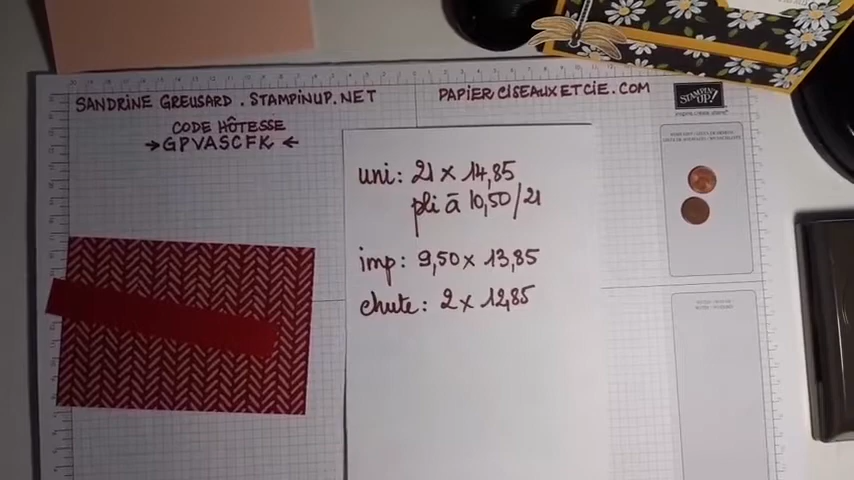 SANDRINE GREUSARD . STAMPINUP.NET
PAPIERCISEAUXETCIE.COM
STAMPIN' UP!
CODE HÔTESSE
→GPVASCFK←
uni: 21 x 14,85
pli à 10,50/21
imp: 9,50 x 13,85
chute: 2 x 12,85